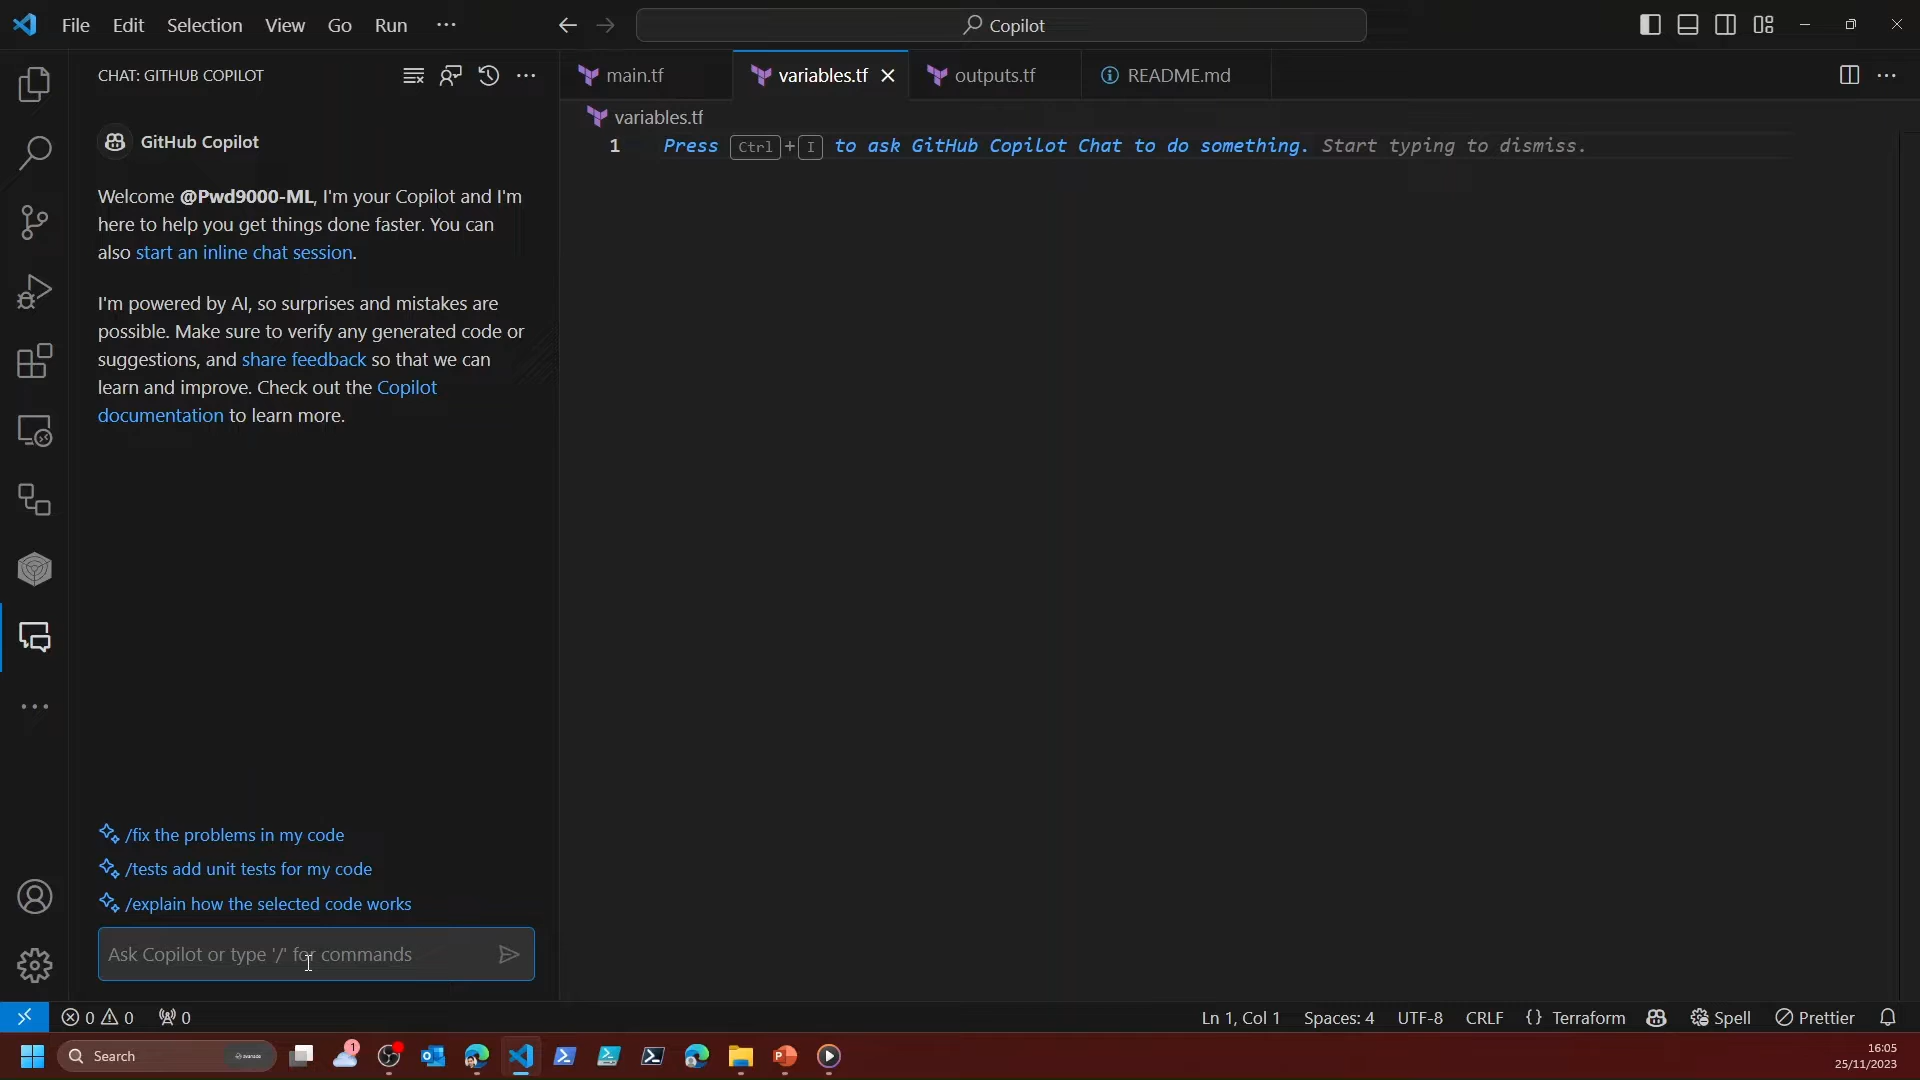 File Edit Selection View Go Run ···
Copilot
CHAT: GITHUB COPILOT
main.tf
variables.tf
outputs.tf
README.md
variables.tf
1 Press Ctrl + I to ask GitHub Copilot Chat to do something. Start typing to dismiss.
GitHub Copilot
Welcome @Pwd9000-ML, I'm your Copilot and I'm
here to help you get things done faster. You can
also start an inline chat session.
I'm powered by AI, so surprises and mistakes are
possible. Make sure to verify any generated code or
suggestions, and share feedback so that we can
learn and improve. Check out the Copilot
documentation to learn more.
/fix the problems in my code
/tests add unit tests for my code
/explain how the selected code works
Ask Copilot or type '/' for commands
0 0 0
Ln 1, Col 1 Spaces: 4 UTF-8 CRLF {} Terraform Spell Prettier
Search
1
16:05
25/11/2023